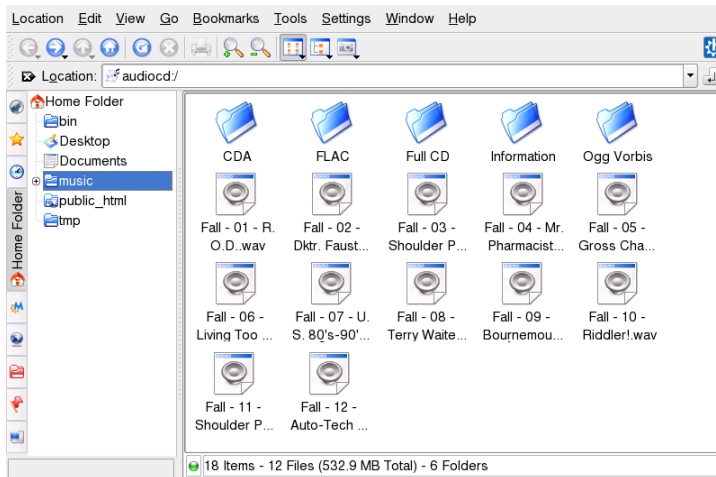 Location Edit View Go Bookmarks Tools Settings Window Help
Location: audiocd:/
Home Folder
bin
Desktop
Documents
music
public_html
tmp
Home Folder
CDA FLAC Full CD Information Ogg Vorbis
Fall - 01 - R. Fall - 02 - Fall - 03 - Fall - 04 - Mr. Fall - 05 -
O.D..wav Dktr. Faust... Shoulder P... Pharmacist... Gross Cha...
Fall - 06 - Fall - 07 - U. Fall - 08 - Fall - 09 - Fall - 10 -
Living Too ... S. 80's-90'... Terry Waite... Bournemou... Riddler!.wav
Fall - 11 - Fall - 12 -
Shoulder P... Auto-Tech ...
18 Items - 12 Files (532.9 MB Total) - 6 Folders